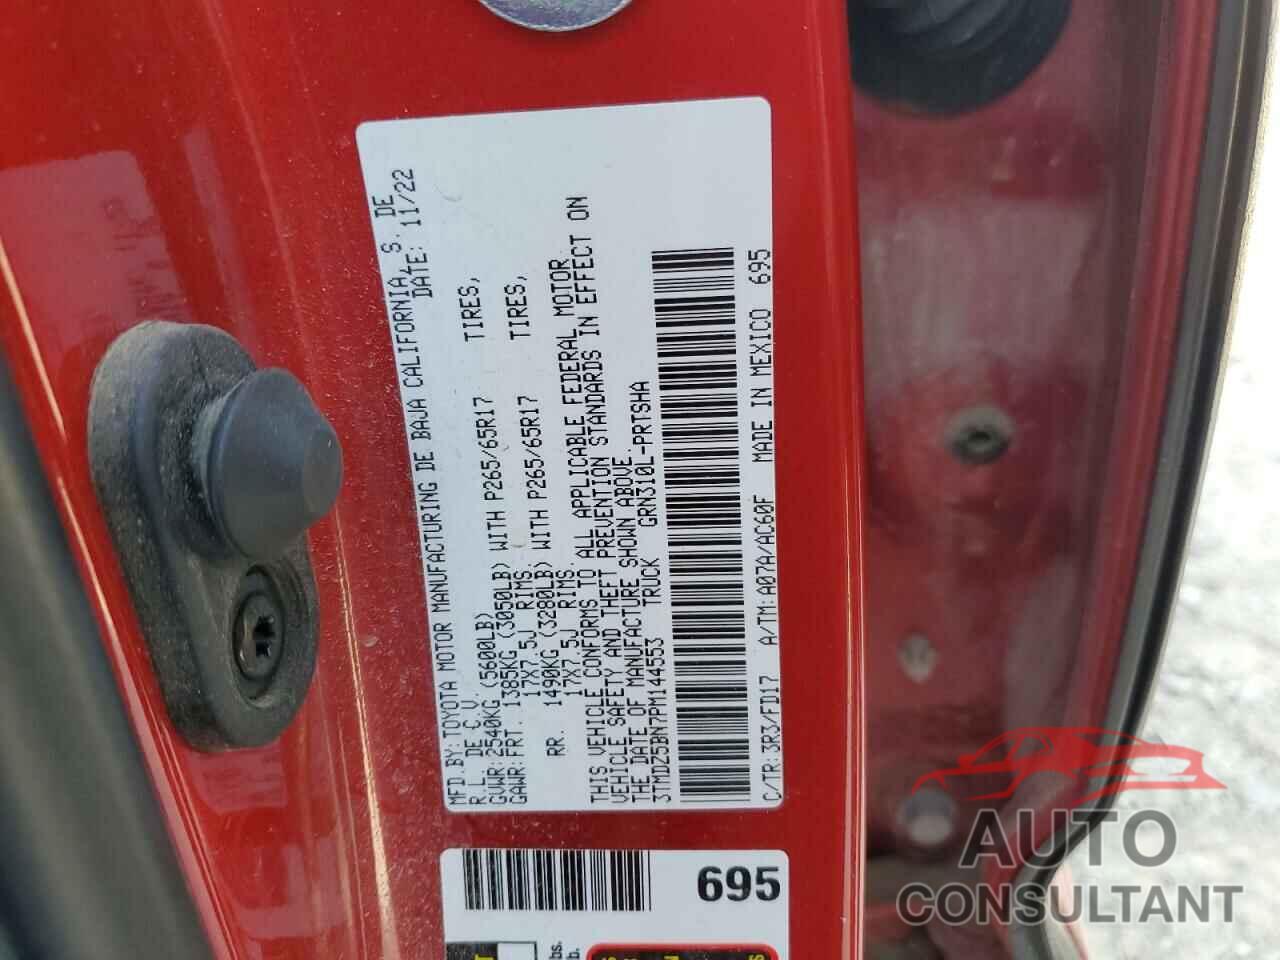 MFD.BY:TOYOTA MOTOR MANUFACTURING DE BAJA CALIFORNIA, S. DE
R.L. DE C.V. DATE: 11/22
GVWR:2540KG (5600LB)
GAWR:FRT. 1385KG (3050LB) WITH P265/65R17 TIRES,
17X7.5J RIMS.
RR. 1490KG (3280LB) WITH P265/65R17 TIRES,
17X7.5J RIMS.
THIS VEHICLE CONFORMS TO ALL APPLICABLE FEDERAL MOTOR
VEHICLE SAFETY AND THEFT PREVENTION STANDARDS IN EFFECT ON
THE DATE OF MANUFACTURE SHOWN ABOVE.
3TMDZ5BN7PM144553 TRUCK GRN310L-PRTSHA
C/TR:3R3/FD17 A/TM:A07A/AC60F MADE IN MEXICO 695
695
bs.
b.
AUTO
CONSULTANT